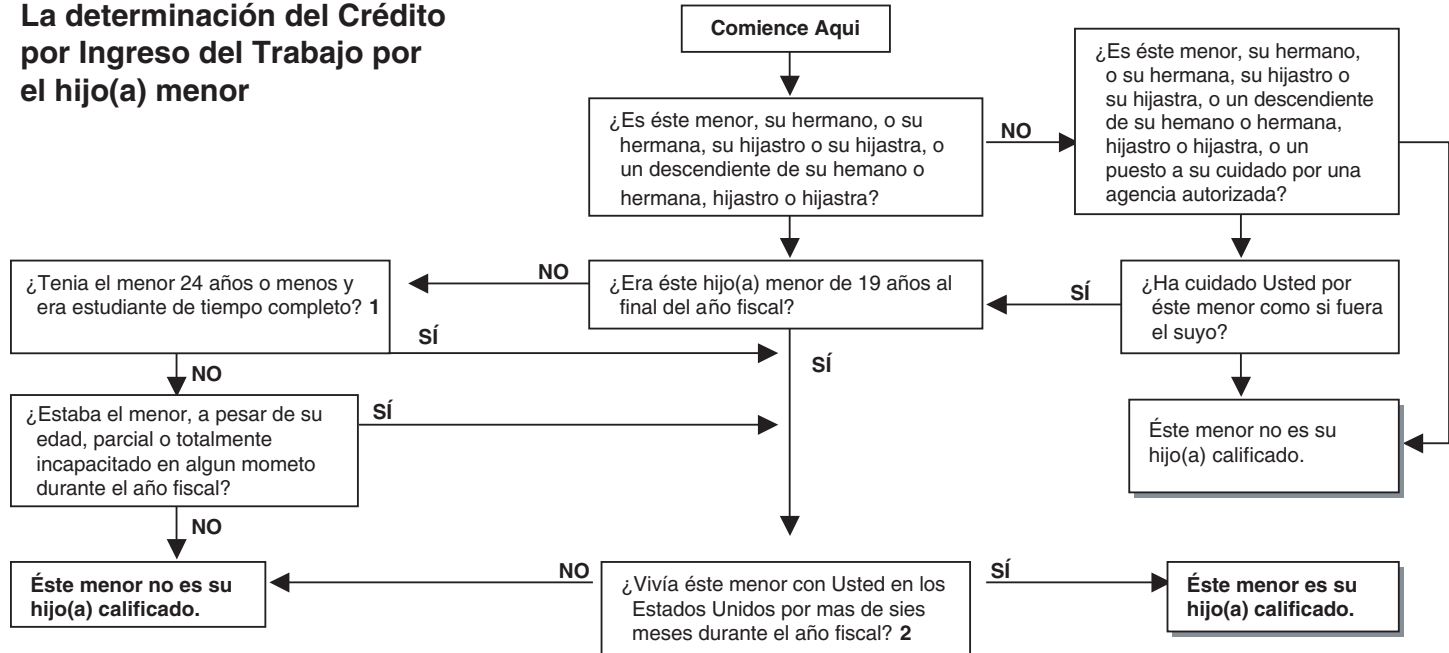 La determinación del Crédito
por Ingreso del Trabajo por
el hijo(a) menor
Comience Aqui
¿Es éste menor, su hermano, o su
hermana, su hijastro o su hijastra, o
un descendiente de su hemano o
hermana, hijastro o hijastra?
NO
¿Es éste menor, su hermano,
o su hermana, su hijastro o
su hijastra, o un descendiente
de su hemano o hermana,
hijastro o hijastra, o un
puesto a su cuidado por una
agencia autorizada?
¿Tenia el menor 24 años o menos y
era estudiante de tiempo completo? 1
NO
¿Era éste hijo(a) menor de 19 años al
final del año fiscal?
SÍ
¿Ha cuidado Usted por
éste menor como si fuera
el suyo?
SÍ
SÍ
NO
¿Estaba el menor, a pesar de su
edad, parcial o totalmente
incapacitado en algun mometo
durante el año fiscal?
SÍ
Éste menor no es su
hijo(a) calificado.
NO
Éste menor no es su
hijo(a) calificado.
NO
¿Vivía éste menor con Usted en los
Estados Unidos por mas de sies
meses durante el año fiscal? 2
SÍ
Éste menor es su
hijo(a) calificado.